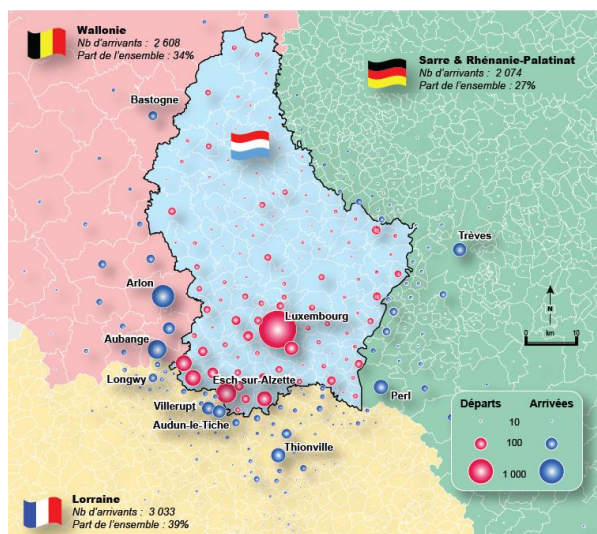 Wallonie
Nb d'arrivants : 2 608
Part de l'ensemble : 34%
Sarre & Rhénanie-Palatinat
Nb d'arrivants : 2 074
Part de l'ensemble : 27%
Bastogne
Trèves
Arlon
Luxembourg
N
0 km 10
Aubange
Longwy
Esch-sur-Alzette
Perl
Villerupt
Audun-le-Tiche
Thionville
Départs Arrivées
10
100
1 000
Lorraine
Nb d'arrivants : 3 033
Part de l'ensemble : 39%